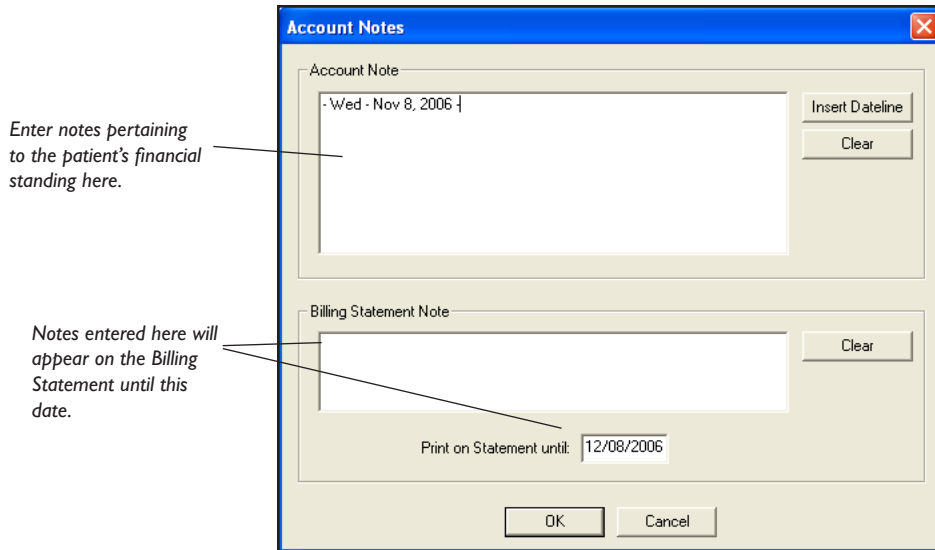 Account Notes
Account Note
- Wed - Nov 8, 2006 -
Insert Dateline
Clear
Enter notes pertaining
to the patient's financial
standing here.
Billing Statement Note
Clear
Notes entered here will
appear on the Billing
Statement until this
date.
Print on Statement until: 12/08/2006
OK Cancel